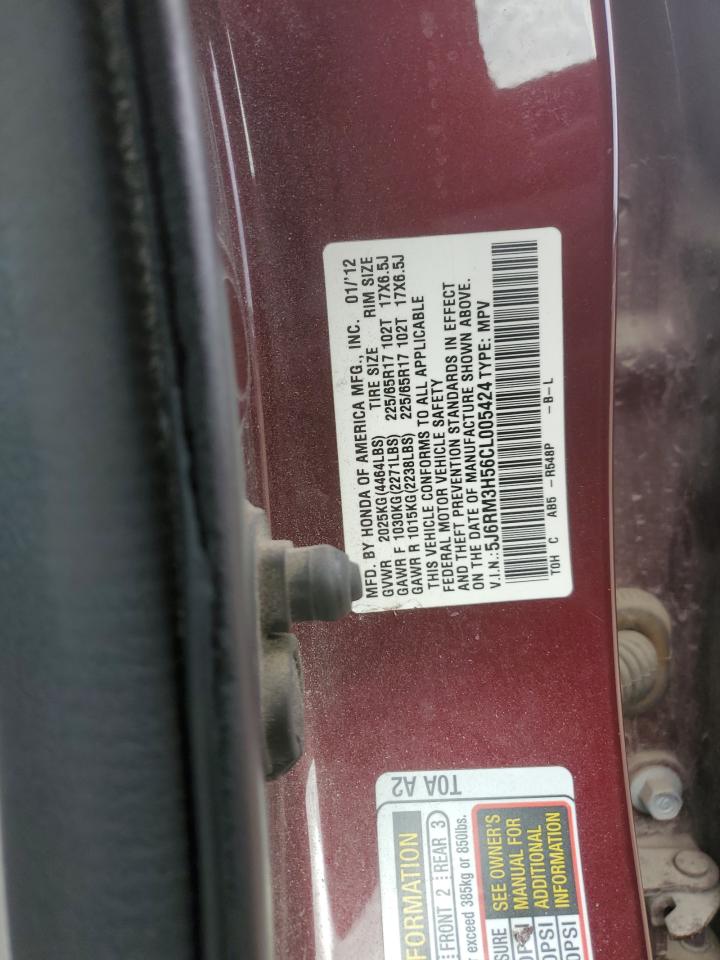 MFD. BY HONDA OF AMERICA MFG., INC. 01/'12
GVWR 2025KG(4464LBS) TIRE SIZE RIM SIZE
GAWR F 1030KG(2271LBS) 225/65R17 102T 17X6.5J
GAWR R 1015KG(2238LBS) 225/65R17 102T 17X6.5J
THIS VEHICLE CONFORMS TO ALL APPLICABLE
FEDERAL MOTOR VEHICLE SAFETY
AND THEFT PREVENTION STANDARDS IN EFFECT
ON THE DATE OF MANUFACTURE SHOWN ABOVE.
V.I.N.:5J6RM3H56CL005424 TYPE: MPV
TOH C AB5 -R548P -B-L
T0A A2
FORMATION
FRONT 2 REAR 3
r exceed 385kg or 850lbs.
SURE
0PSI
0PSI
SEE OWNER'S
MANUAL FOR
ADDITIONAL
INFORMATION